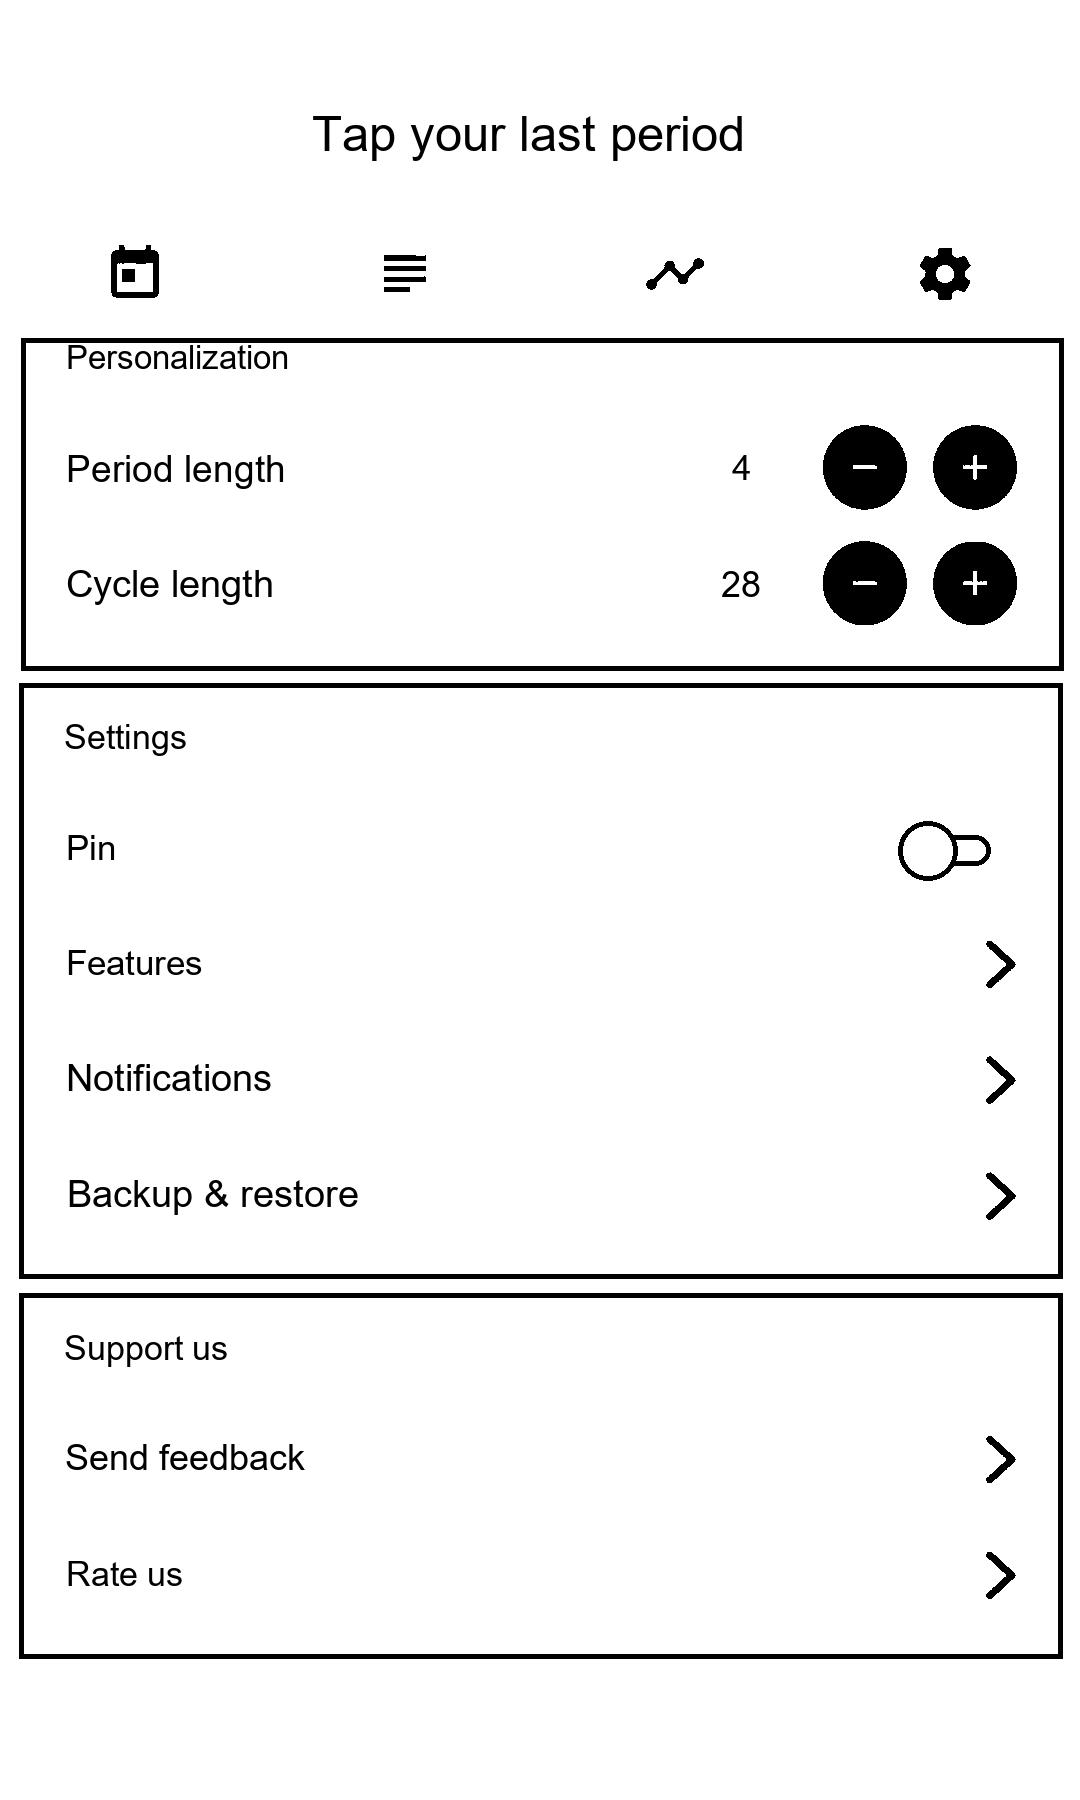 Tap your last period
Personalization
Period length 4
Cycle length 28
Settings
Pin
Features
Notifications
Backup & restore
Support us
Send feedback
Rate us